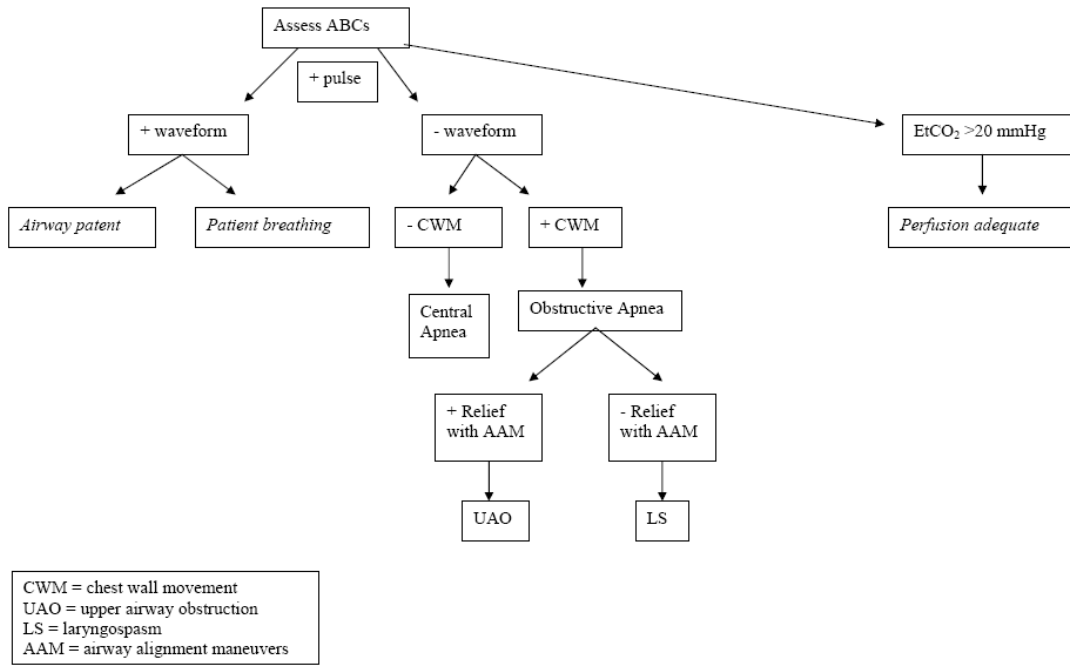 Assess ABCs
+ pulse
+ waveform
- waveform
EtCO₂ >20 mmHg
Airway patent
Patient breathing
- CWM
+ CWM
Perfusion adequate
Central
Apnea
Obstructive Apnea
+ Relief
with AAM
- Relief
with AAM
UAO
LS
CWM = chest wall movement
UAO = upper airway obstruction
LS = laryngospasm
AAM = airway alignment maneuvers